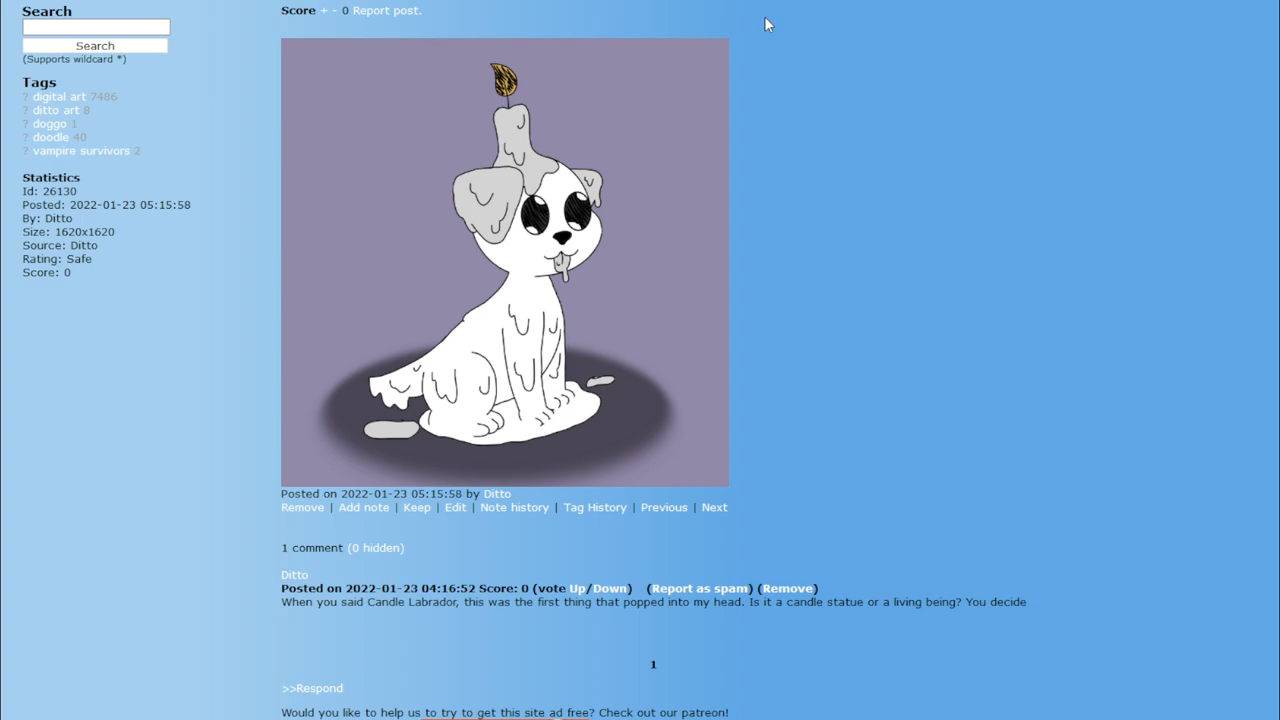 Search
Search
(Supports wildcard *)
Tags
? digital art 7486
? ditto art 8
? doggo 1
? doodle 40
? vampire survivors 2
Statistics
Id: 26130
Posted: 2022-01-23 05:15:58
By: Ditto
Size: 1620x1620
Source: Ditto
Rating: Safe
Score: 0
Score + - 0 Report post.
Posted on 2022-01-23 05:15:58 by Ditto
Remove | Add note | Keep | Edit | Note history | Tag History | Previous | Next
1 comment (0 hidden)
Ditto
Posted on 2022-01-23 04:16:52 Score: 0 (vote Up/Down) (Report as spam) (Remove)
When you said Candle Labrador, this was the first thing that popped into my head. Is it a candle statue or a living being? You decide
1
>>Respond
Would you like to help us to try to get this site ad free? Check out our patreon!